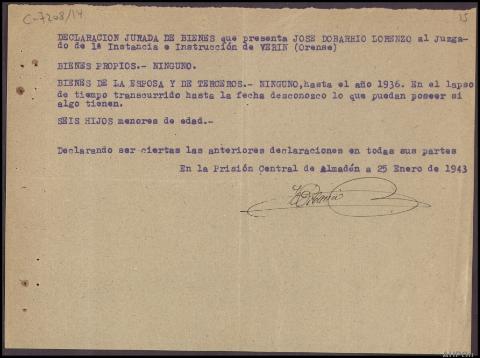 C-7208/14
15
DECLARACION JURADA DE BIENES que presenta JOSE DOBARRIO LORENZO al Juzga-
do de 1ª Instancia e Instrucción de VERIN (Orense)
BIENES PROPIOS.- NINGUNO.
BIENES DE LA ESPOSA Y DE TERCEROS.- NINGUNO, hasta el año 1936. En el lapso
de tiempo transcurrido hasta la fecha desconosco lo que puedan poseer si
algo tienen.
SEIS HIJOS menores de edad.-
Declarando ser ciertas las anteriores declaraciones en todas sus partes
En la Prisión Central de Almadén a 25 Enero de 1943